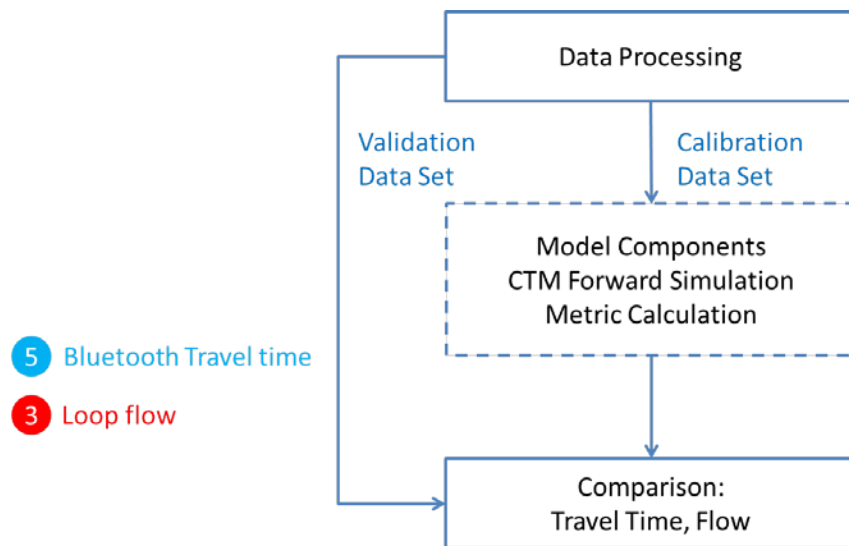 Data Processing
Validation
Data Set
Calibration
Data Set
Model Components
CTM Forward Simulation
Metric Calculation
5 Bluetooth Travel time
3 Loop flow
Comparison:
Travel Time, Flow